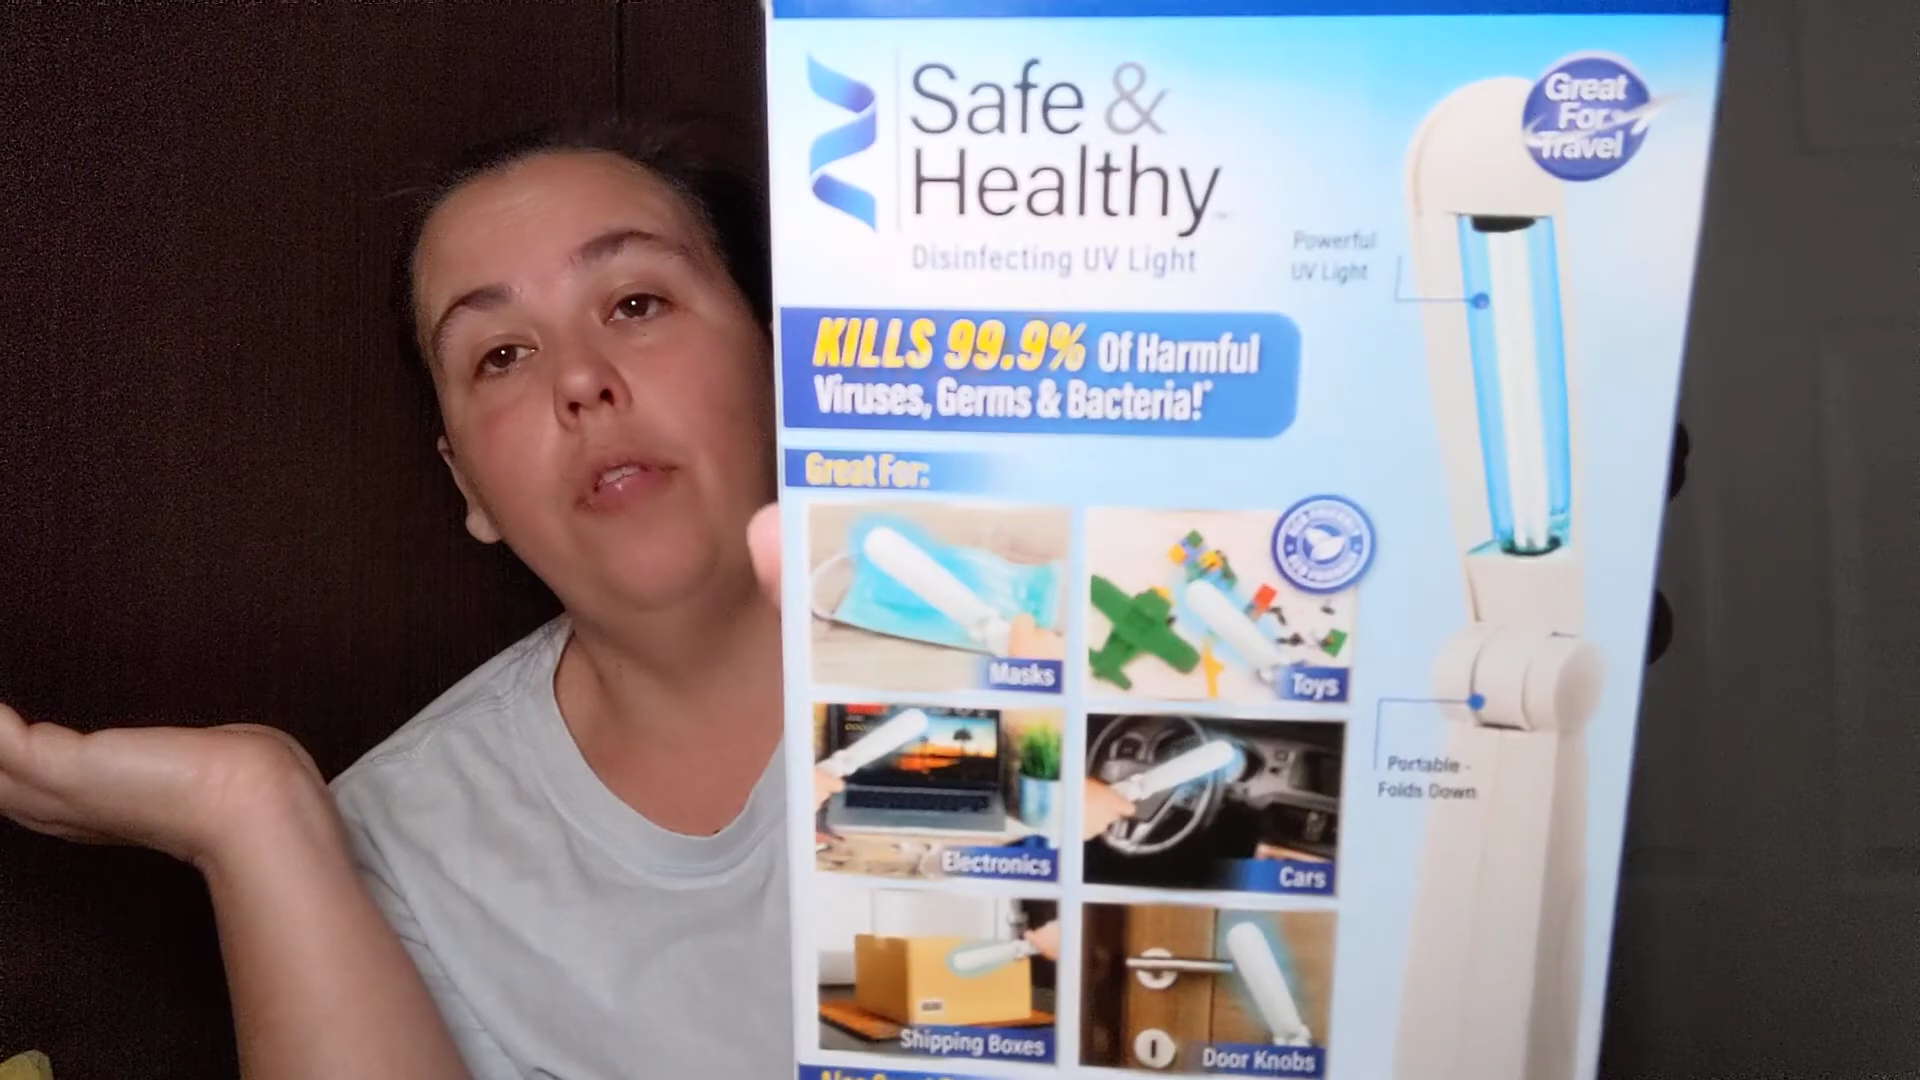 Safe &
Healthy
Disinfecting UV Light
Great
For
Travel
Powerful
UV Light
KILLS 99.9% Of Harmful
Viruses, Germs & Bacteria!*
Great For:
Masks
Toys
Electronics
Cars
Portable -
Folds Down
Shipping Boxes
Door Knobs